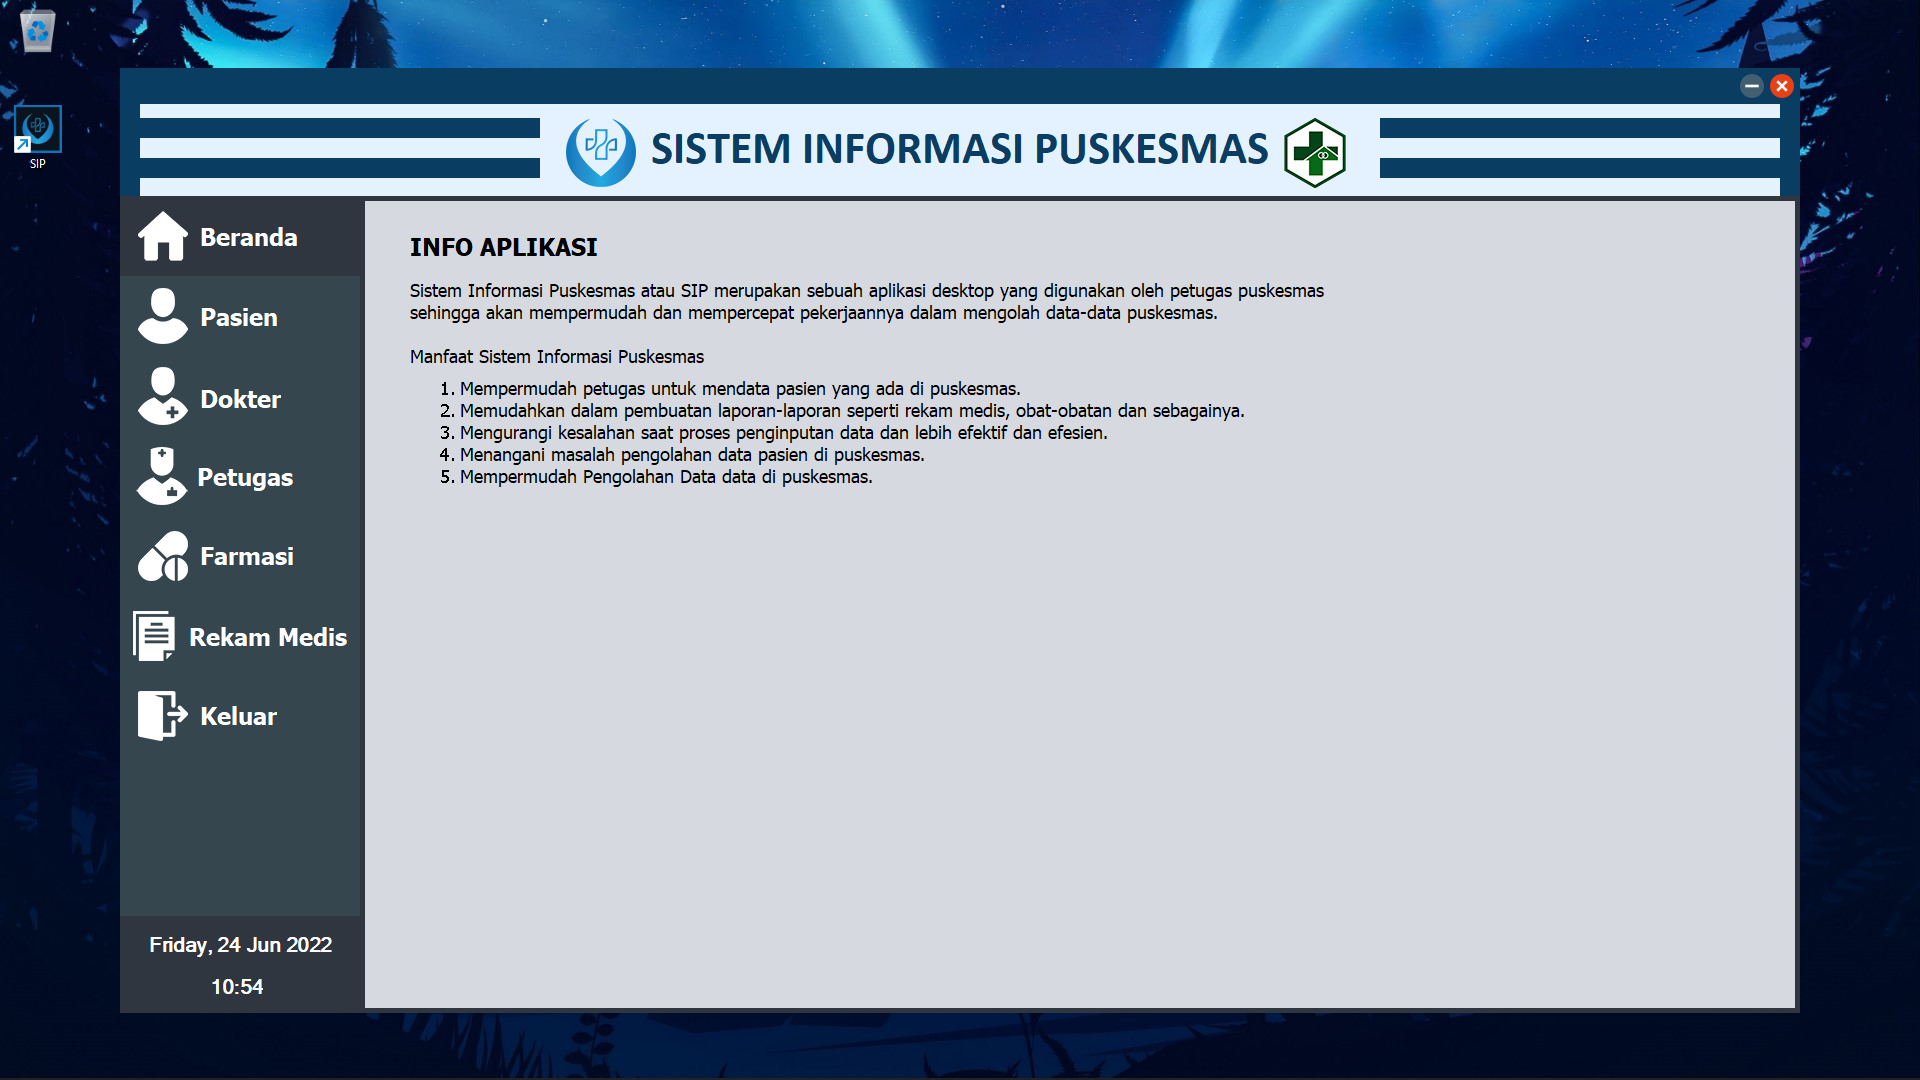 SIP
SISTEM INFORMASI PUSKESMAS
Beranda
Pasien
Dokter
Petugas
Farmasi
Rekam Medis
Keluar
Friday, 24 Jun 2022
10:54
INFO APLIKASI
Sistem Informasi Puskesmas atau SIP merupakan sebuah aplikasi desktop yang digunakan oleh petugas puskesmas
sehingga akan mempermudah dan mempercepat pekerjaannya dalam mengolah data-data puskesmas.
Manfaat Sistem Informasi Puskesmas
1. Mempermudah petugas untuk mendata pasien yang ada di puskesmas.
2. Memudahkan dalam pembuatan laporan-laporan seperti rekam medis, obat-obatan dan sebagainya.
3. Mengurangi kesalahan saat proses penginputan data dan lebih efektif dan efesien.
4. Menangani masalah pengolahan data pasien di puskesmas.
5. Mempermudah Pengolahan Data data di puskesmas.